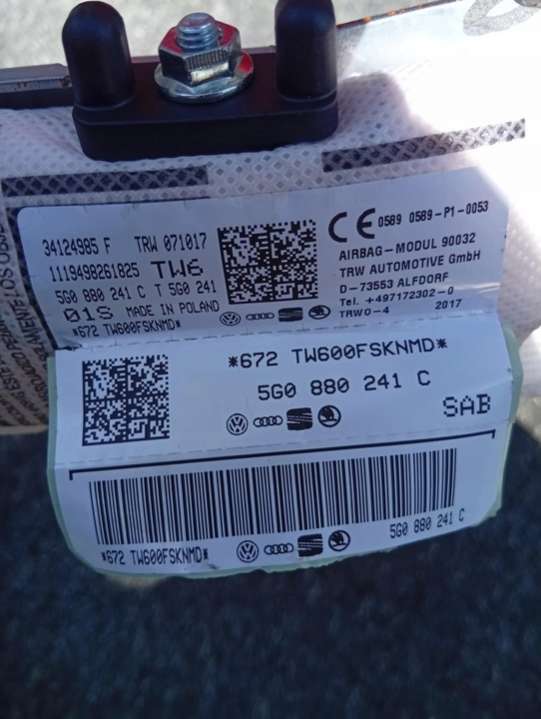 34124985 F TRW 071017
1119498261825 TW6
5G0 880 241 C T 5G0 241
01S MADE IN POLAND
*672 TW600FSKNMD*
CE 0589 0589-P1-0053
AIRBAG-MODUL 90032
TRW AUTOMOTIVE GmbH
D-73553 ALFDORF
Tel. +497172302-0
TRWO-4 2017
*672 TW600FSKNMD*
5G0 880 241 C
SAB
*672 TW600FSKNMD*
5G0 880 241 C